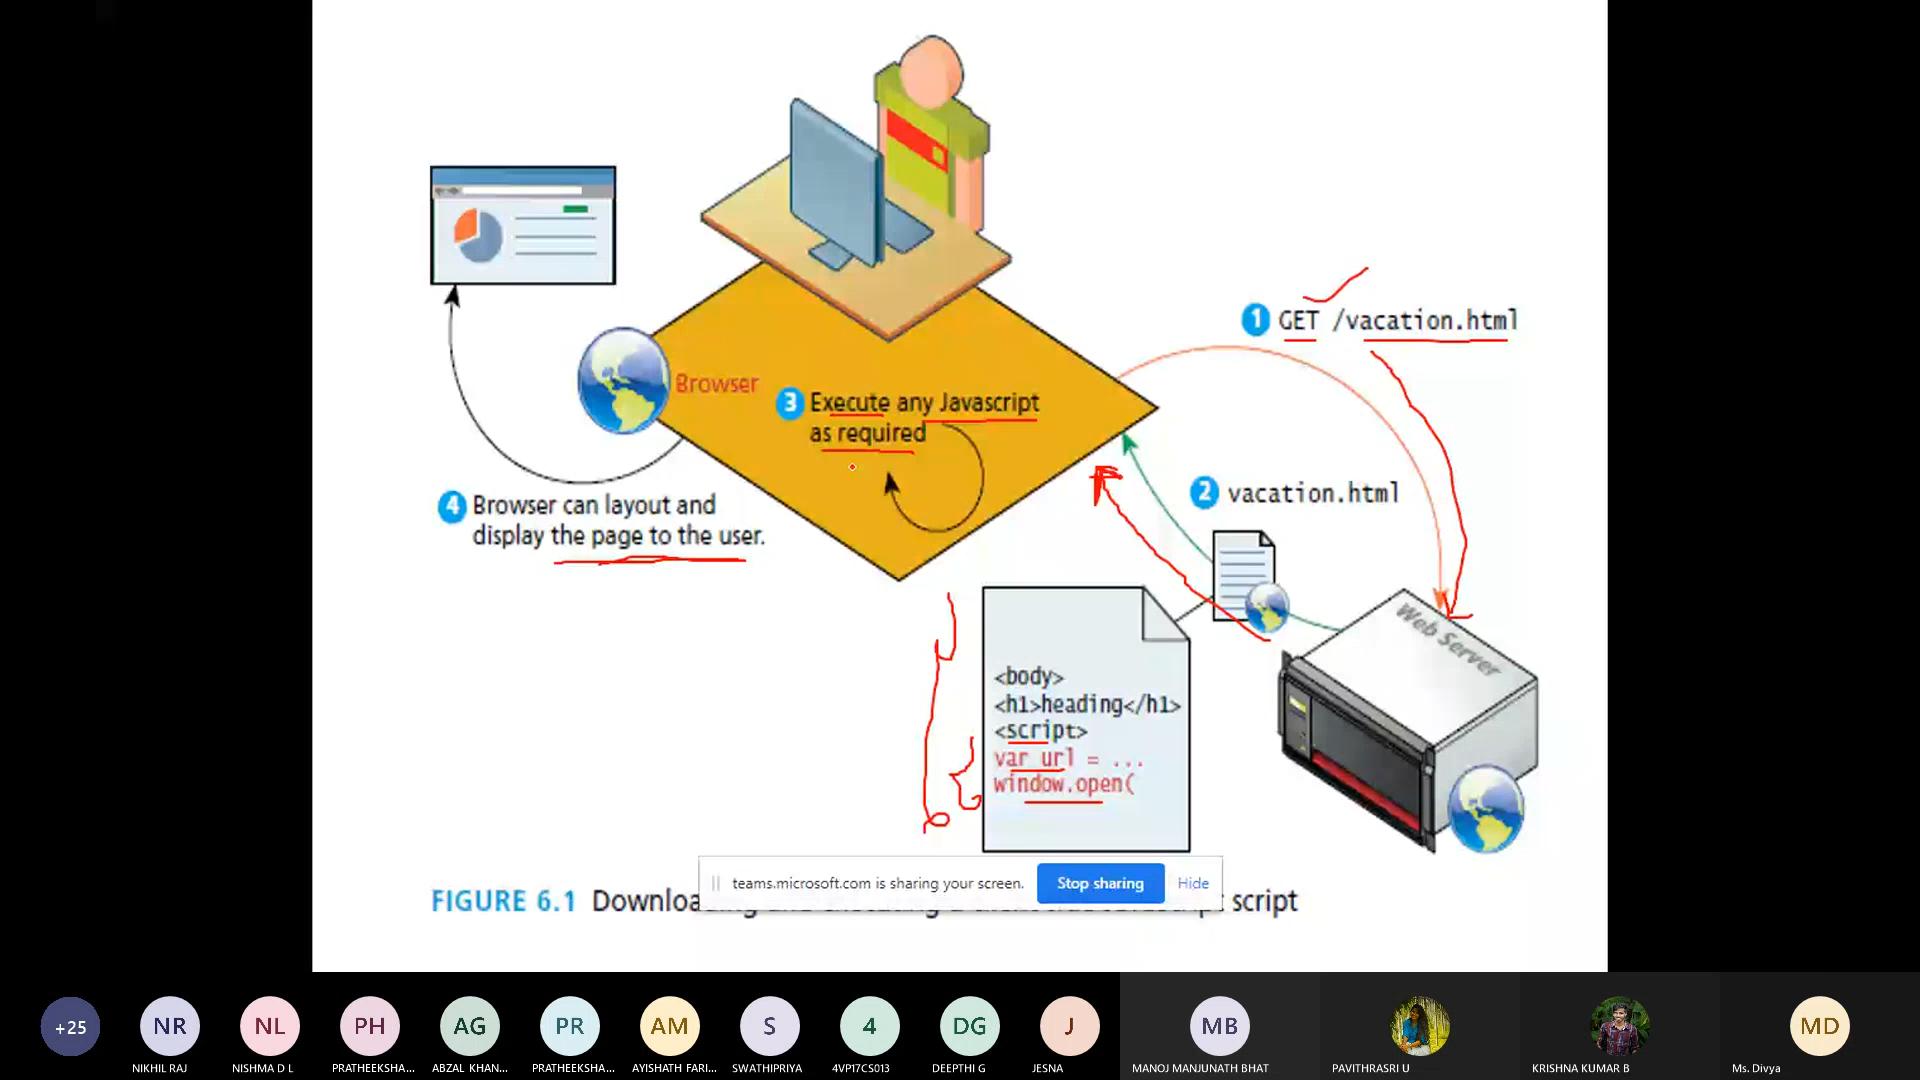 1 GET /vacation.html
Browser
3 Execute any Javascript
as required
2 vacation.html
4 Browser can layout and
display the page to the user.
Web Server
<body>
<h1>heading</h1>
<script>
var url = ...
window.open(
teams.microsoft.com is sharing your screen. Stop sharing Hide
FIGURE 6.1 Downloading script
+25 NR NL PH AG PR AM S 4 DG J MB MD
NIKHIL RAJ NISHMA D L PRATHEEKSHA... ABZAL KHAN... PRATHEEKSHA... AYISHATH FARI... SWATHIPRIYA 4VP17CS013 DEEPTHI G JESNA MANOJ MANJUNATH BHAT PAVITHRASRI U KRISHNA KUMAR B Ms. Divya